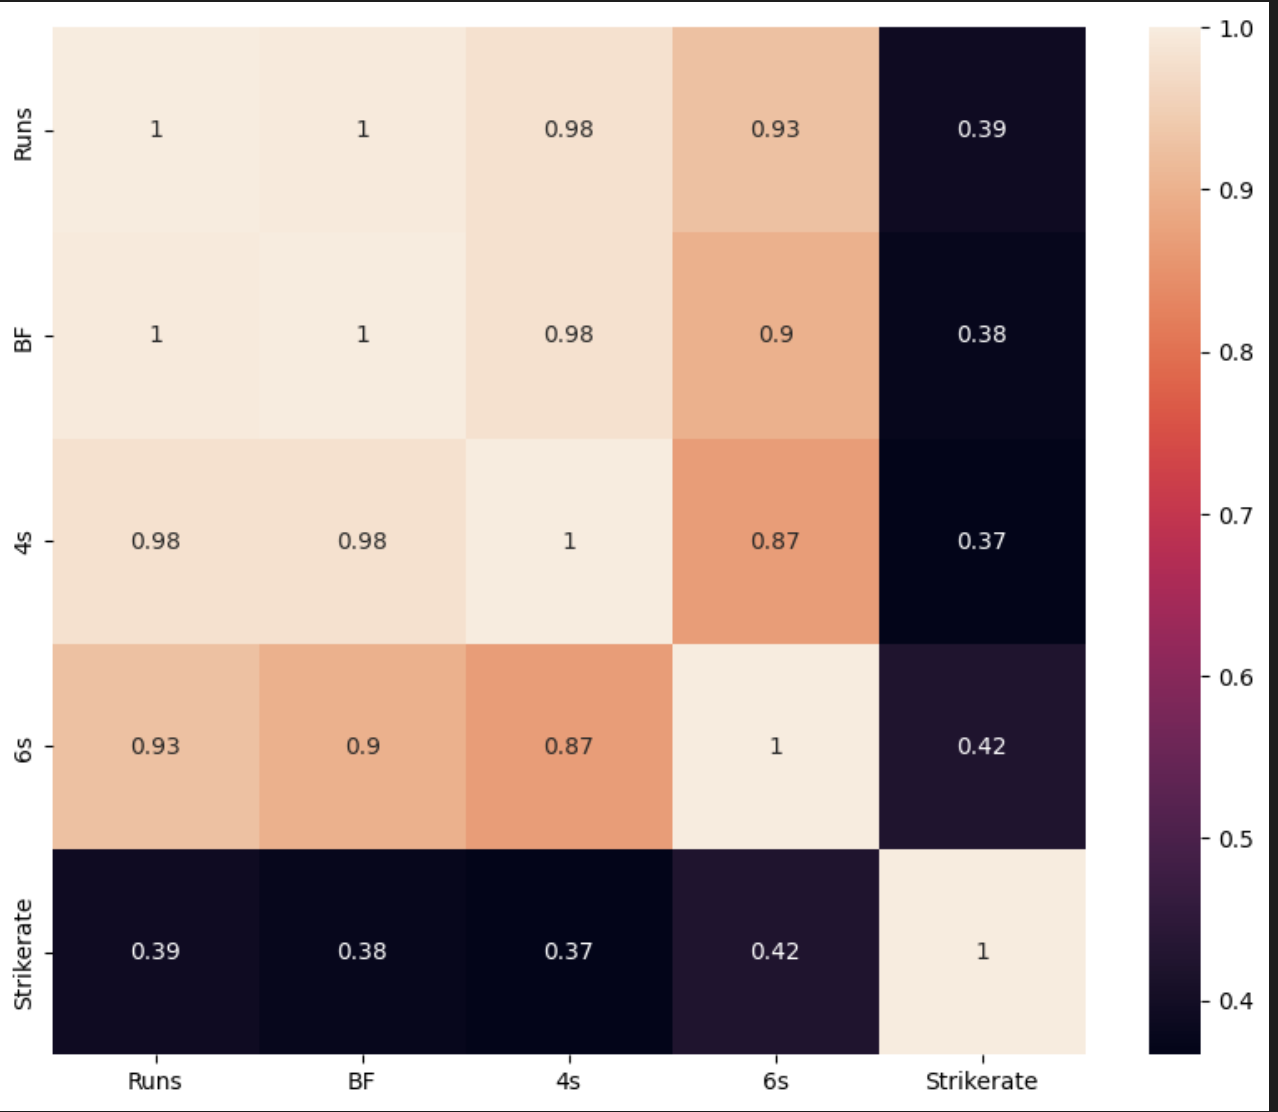 Runs 1 1 0.98 0.93 0.39
BF 1 1 0.98 0.9 0.38
4s 0.98 0.98 1 0.87 0.37
6s 0.93 0.9 0.87 1 0.42
Strikerate 0.39 0.38 0.37 0.42 1
Runs BF 4s 6s Strikerate
1.0
0.9
0.8
0.7
0.6
0.5
0.4